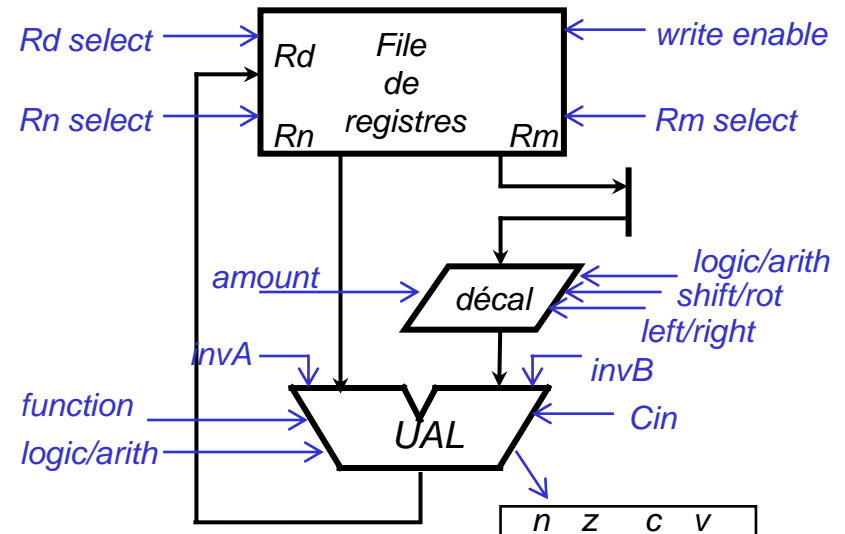 Rd select
Rd
File
de
registres
write enable
Rn select
Rn
Rm
Rm select
amount
décal
logic/arith
shift/rot
left/right
invA
invB
function
logic/arith
UAL
Cin
n z c v